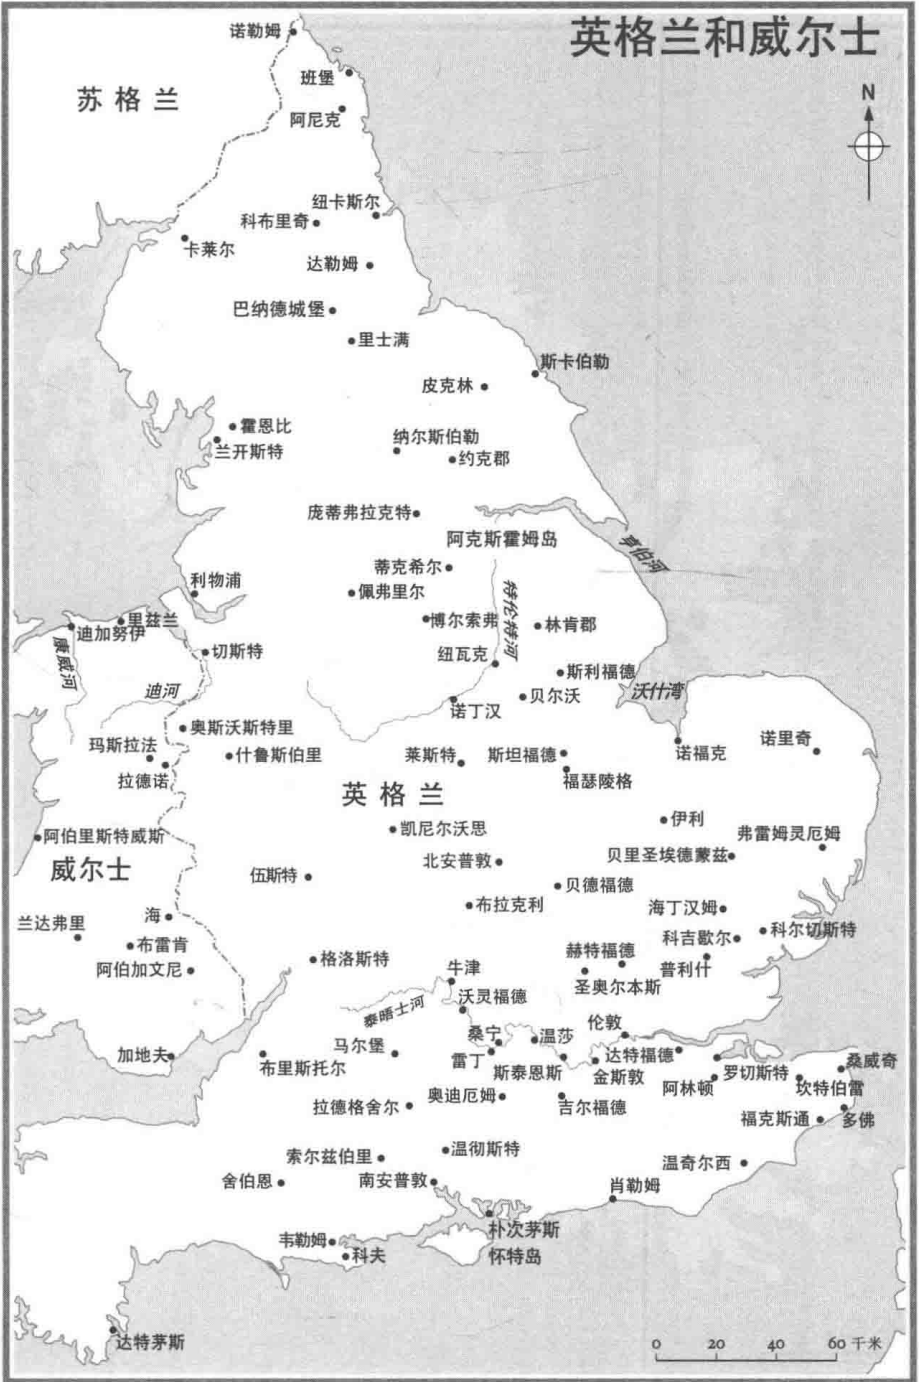 英格兰和威尔士
诺勒姆
班堡
苏格兰
N
阿尼克
纽卡斯尔
科布里奇
卡莱尔
达勒姆
巴纳德城堡
里士满
斯卡伯勒
皮克林
霍恩比
兰开斯特
纳尔斯伯勒
约克郡
庞蒂弗拉克特
阿克斯霍姆岛
亨伯河
蒂克希尔
利物浦
佩弗里尔
特伦特河
里兹兰
迪加努伊
博尔索弗
林肯郡
康威河
切斯特
纽瓦克
斯利福德
迪河
贝尔沃
沃什湾
诺丁汉
奥斯沃斯特里
玛斯拉法
什鲁斯伯里
莱斯特
斯坦福德
诺福克
诺里奇
拉德诺
福瑟陵格
英格兰
阿伯里斯特威斯
凯尼尔沃思
伊利
弗雷姆灵厄姆
威尔士
北安普敦
贝里圣埃德蒙兹
伍斯特
贝德福德
兰达弗里
海
布拉克利
海丁汉姆
布雷肯
科吉歇尔
科尔切斯特
阿伯加文尼
格洛斯特
牛津
赫特福德
普利什
圣奥尔本斯
沃灵福德
泰晤士河
伦敦
桑宁
温莎
加地夫
马尔堡
雷丁
达特福德
桑威奇
布里斯托尔
斯泰恩斯
金斯敦
阿林顿
罗切斯特
坎特伯雷
拉德格舍尔
奥迪厄姆
吉尔福德
福克斯通
多佛
索尔兹伯里
温彻斯特
温奇尔西
舍伯恩
南安普敦
肖勒姆
朴次茅斯
韦勒姆
科夫
怀特岛
达特茅斯
0 20 40 60 千米